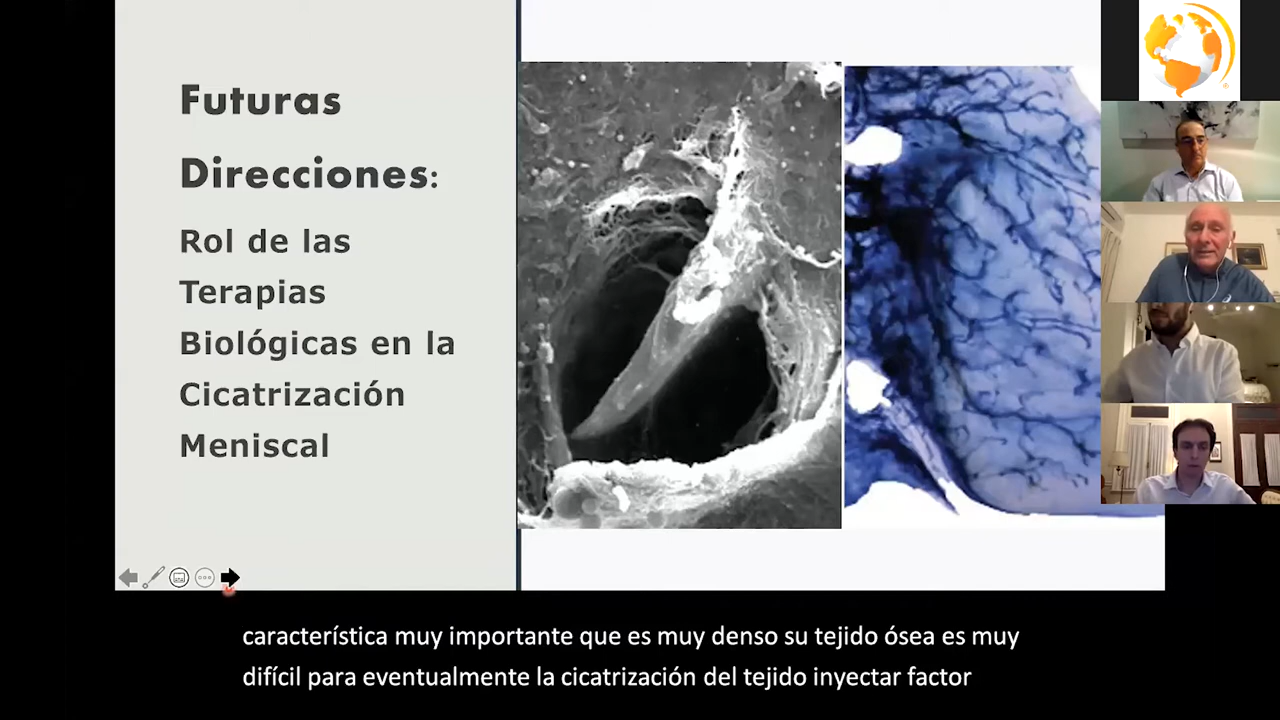 Futuras
Direcciones:
Rol de las
Terapias
Biológicas en la
Cicatrización
Meniscal
característica muy importante que es muy denso su tejido ósea es muy
difícil para eventualmente la cicatrización del tejido inyectar factor